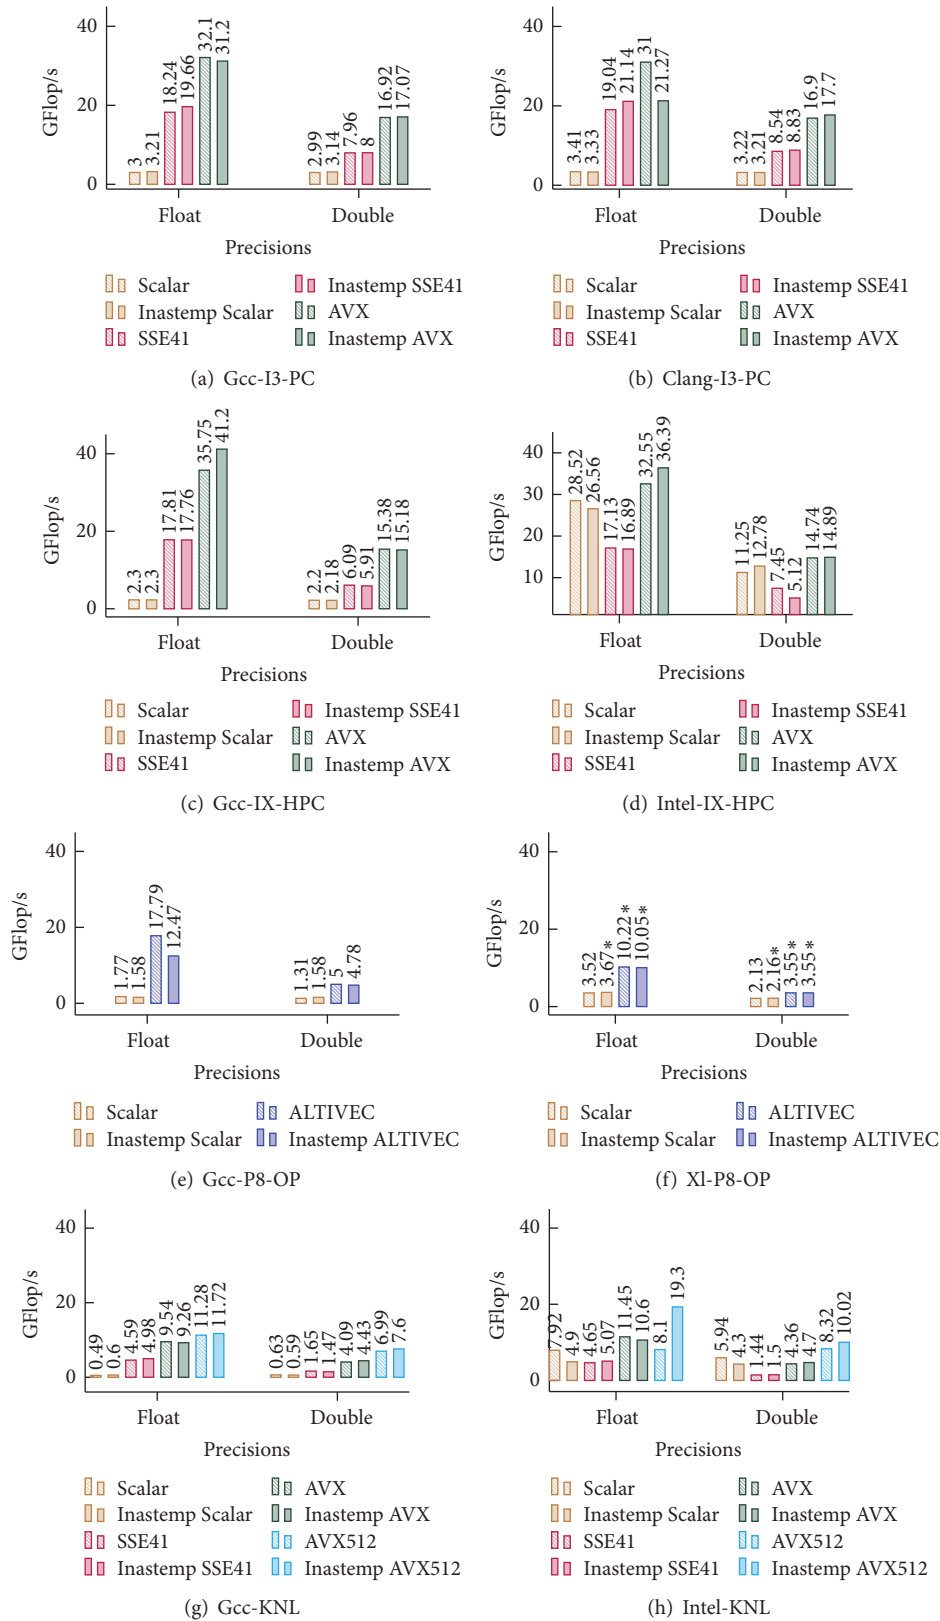 40
20
0
GFlop/s
3
3.21
18.24
19.66
32.1
31.2
2.99
3.14
7.96
8
16.92
17.07
Float
Double
Precisions
Scalar
Inastemp SSE41
Inastemp Scalar
AVX
SSE41
Inastemp AVX
(a) Gcc-I3-PC
40
20
0
GFlop/s
3.41
3.33
19.04
21.14
31
21.27
3.22
3.21
8.54
8.83
16.9
17.7
Float
Double
Precisions
Scalar
Inastemp SSE41
Inastemp Scalar
AVX
SSE41
Inastemp AVX
(b) Clang-I3-PC
40
20
0
GFlop/s
2.3
2.3
17.81
17.76
35.75
41.2
2.2
2.18
6.09
5.91
15.38
15.18
Float
Double
Precisions
Scalar
Inastemp SSE41
Inastemp Scalar
AVX
SSE41
Inastemp AVX
(c) Gcc-IX-HPC
40
30
20
10
GFlop/s
28.52
26.56
17.13
16.89
32.55
36.39
11.25
12.78
7.45
5.12
14.74
14.89
Float
Double
Precisions
Scalar
Inastemp SSE41
Inastemp Scalar
AVX
SSE41
Inastemp AVX
(d) Intel-IX-HPC
40
20
0
GFlop/s
1.77
1.58
17.79
12.47
1.31
1.58
5
4.78
Float
Double
Precisions
Scalar
ALTIVEC
Inastemp Scalar
Inastemp ALTIVEC
(e) Gcc-P8-OP
40
20
0
GFlop/s
3.52
3.67*
10.22*
10.05*
2.13
2.16*
3.55*
3.55*
Float
Double
Precisions
Scalar
ALTIVEC
Inastemp Scalar
Inastemp ALTIVEC
(f) Xl-P8-OP
40
20
0
GFlop/s
0.49
0.6
4.59
4.98
9.54
9.26
11.28
11.72
0.63
0.59
1.65
1.47
4.09
4.43
6.99
7.6
Float
Double
Precisions
Scalar
AVX
Inastemp Scalar
Inastemp AVX
SSE41
AVX512
Inastemp SSE41
Inastemp AVX512
(g) Gcc-KNL
40
20
0
GFlop/s
7.92
4.9
4.65
5.07
11.45
10.6
8.1
19.3
5.94
4.3
1.44
1.5
4.36
4.7
8.32
10.02
Float
Double
Precisions
Scalar
AVX
Inastemp Scalar
Inastemp AVX
SSE41
AVX512
Inastemp SSE41
Inastemp AVX512
(h) Intel-KNL